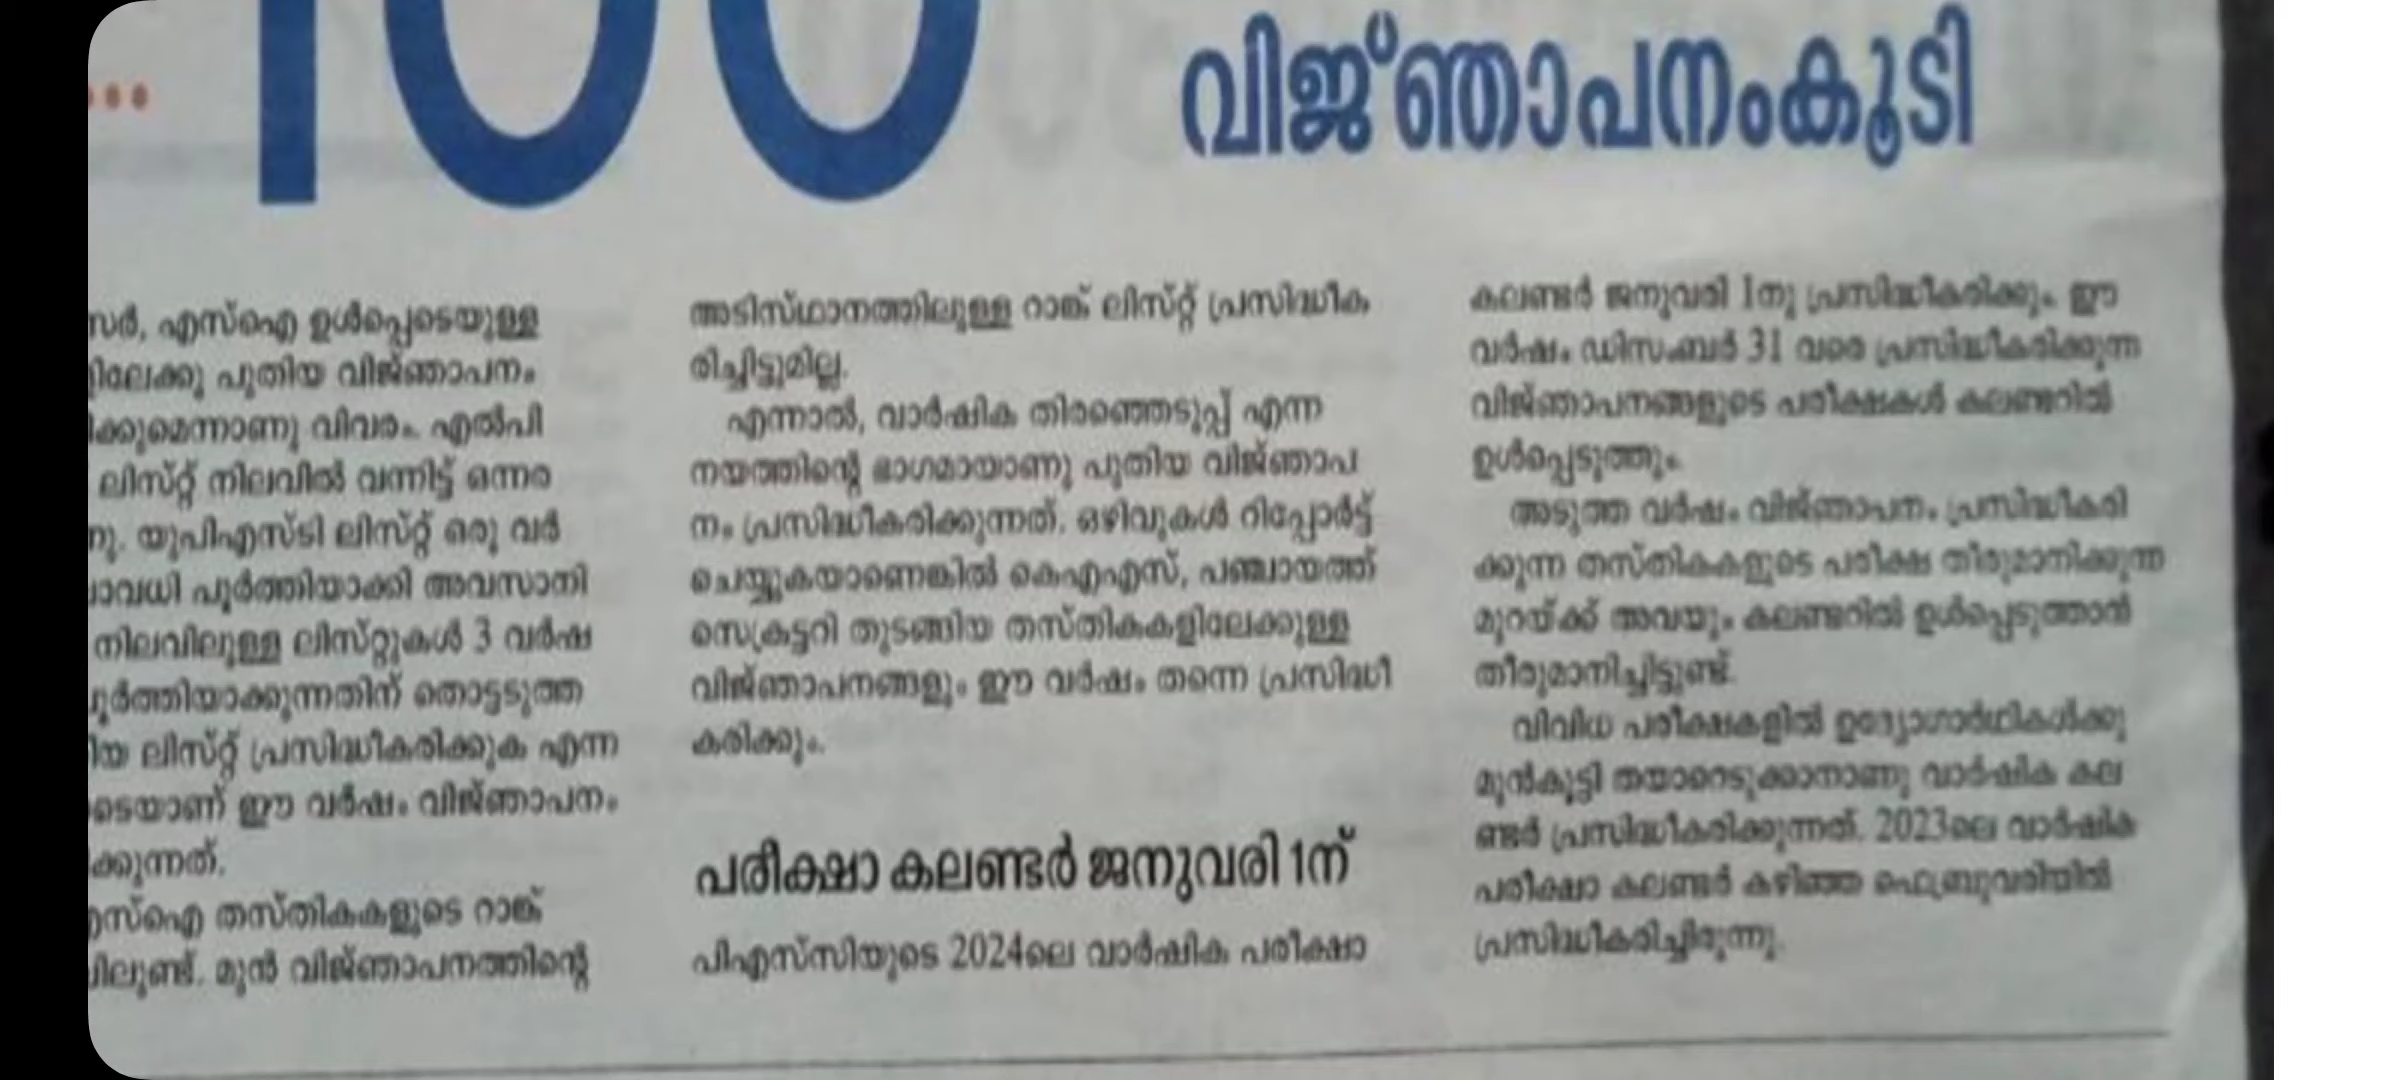 ...
100
വിജ്ഞാപനംകൂടി
സർ, എസ്ഐ ഉൾപ്പെടെയുള്ള
ിലേക്കു പുതിയ വിജ്ഞാപനം
ിക്കുമെന്നാണു വിവരം. എൽപി
ലിസ്റ്റ് നിലവിൽ വന്നിട്ട് ഒന്നര
നു. യുപിഎസ്ടി ലിസ്റ്റ് ഒരു വർ
ാവധി പൂർത്തിയാക്കി അവസാനി
നിലവിലുള്ള ലിസ്റ്റുകൾ 3 വർഷ
ൂർത്തിയാക്കുന്നതിന് തൊട്ടടുത്ത
ിയ ലിസ്റ്റ് പ്രസിദ്ധീകരിക്കുക എന്ന
ടെയാണ് ഈ വർഷം വിജ്ഞാപനം
ക്കുന്നത്.
എസ്ഐ തസ്തികകളുടെ റാങ്ക്
ിലുണ്ട്. മുൻ വിജ്ഞാപനത്തിന്റെ
അടിസ്ഥാനത്തിലുള്ള റാങ്ക് ലിസ്റ്റ് പ്രസിദ്ധീക
രിച്ചിട്ടുമില്ല.
എന്നാൽ, വാർഷിക തിരഞ്ഞെടുപ്പ് എന്ന
നയത്തിന്റെ ഭാഗമായാണു പുതിയ വിജ്ഞാപ
നം പ്രസിദ്ധീകരിക്കുന്നത്. ഒഴിവുകൾ റിപ്പോർട്ട്
ചെയ്യുകയാണെങ്കിൽ കെഎഎസ്, പഞ്ചായത്ത്
സെക്രട്ടറി തുടങ്ങിയ തസ്തികകളിലേക്കുള്ള
വിജ്ഞാപനങ്ങളും ഈ വർഷം തന്നെ പ്രസിദ്ധീ
കരിക്കും.
പരീക്ഷാ കലണ്ടർ ജനുവരി 1ന്
പിഎസ്‌സിയുടെ 2024ലെ വാർഷിക പരീക്ഷാ
കലണ്ടർ ജനുവരി 1നു പ്രസിദ്ധീകരിക്കും. ഈ
വർഷം ഡിസംബർ 31 വരെ പ്രസിദ്ധീകരിക്കുന്ന
വിജ്ഞാപനങ്ങളുടെ പരീക്ഷകൾ കലണ്ടറിൽ
ഉൾപ്പെടുത്തും.
അടുത്ത വർഷം വിജ്ഞാപനം പ്രസിദ്ധീകരി
ക്കുന്ന തസ്തികകളുടെ പരീക്ഷ തീരുമാനിക്കുന്ന
മുറയ്ക്ക് അവയും കലണ്ടറിൽ ഉൾപ്പെടുത്താൻ
തീരുമാനിച്ചിട്ടുണ്ട്.
വിവിധ പരീക്ഷകളിൽ ഉദ്യോഗാർഥികൾക്കു
മുൻകൂട്ടി തയാറെടുക്കാനാണു വാർഷിക കല
ണ്ടർ പ്രസിദ്ധീകരിക്കുന്നത്. 2023ലെ വാർഷിക
പരീക്ഷാ കലണ്ടർ കഴിഞ്ഞ ഫെബ്രുവരിയിൽ
പ്രസിദ്ധീകരിച്ചിരുന്നു.